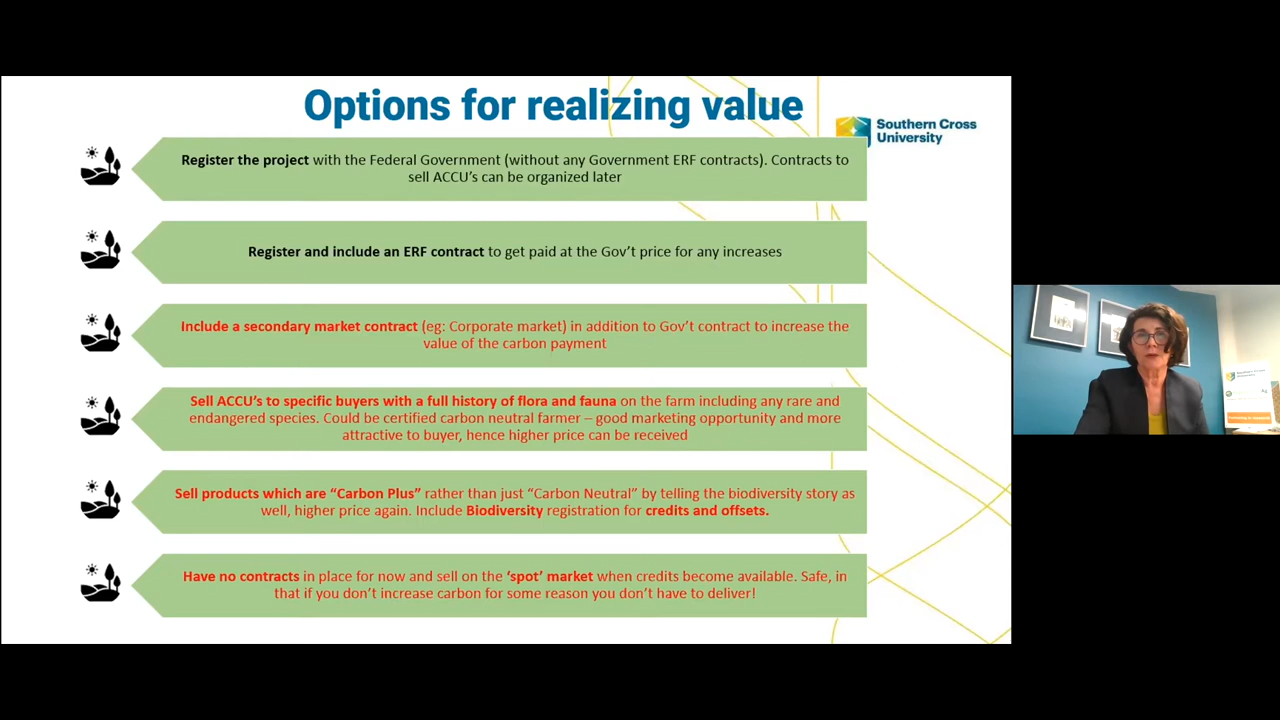 Options for realizing value
Southern Cross
University
Register the project with the Federal Government (without any Government ERF contracts). Contracts to
sell ACCU's can be organized later
Register and include an ERF contract to get paid at the Gov't price for any increases
Include a secondary market contract (eg: Corporate market) in addition to Gov't contract to increase the
value of the carbon payment
Sell ACCU's to specific buyers with a full history of flora and fauna on the farm including any rare and
endangered species. Could be certified carbon neutral farmer – good marketing opportunity and more
attractive to buyer, hence higher price can be received
Sell products which are “Carbon Plus” rather than just “Carbon Neutral” by telling the biodiversity story as
well, higher price again. Include Biodiversity registration for credits and offsets.
Have no contracts in place for now and sell on the ‘spot’ market when credits become available. Safe, in
that if you don't increase carbon for some reason you don't have to deliver!
Southern Cross
University